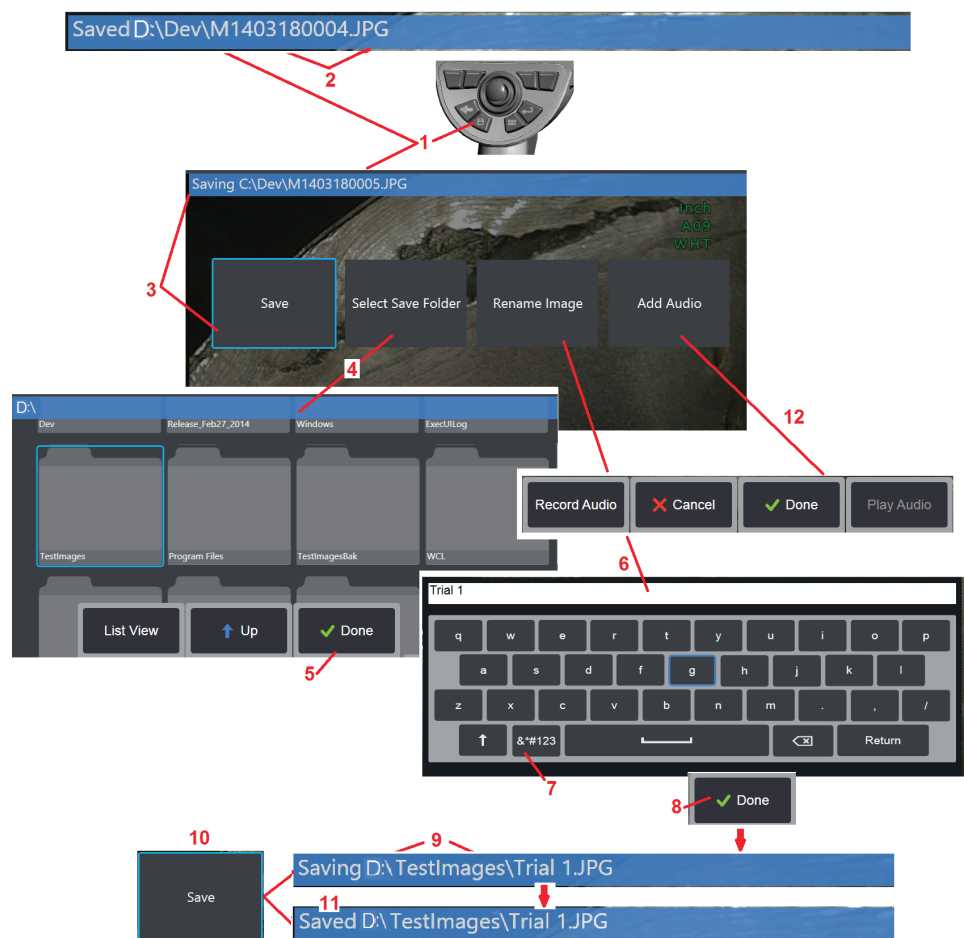 Saved D:\Dev\M1403180004.JPG
2
1
Saving C:\Dev\M1403180005.JPG
Inch
A09
WHT
3
Save
Select Save Folder
Rename Image
Add Audio
4
D:\
Dev
Release_Feb27_2014
Windows
ExecUILog
12
TestImages
Program Files
TestImagesBak
WCL
Record Audio
Cancel
Done
Play Audio
6
List View
Up
Done
5
Trial 1
q w e r t y u i o p
a s d f g h j k l
z x c v b n m . , /
&*#123
Return
7
8
Done
10
9
Save
Saving D:\TestImages\Trial 1.JPG
11
Saved D:\TestImages\Trial 1.JPG